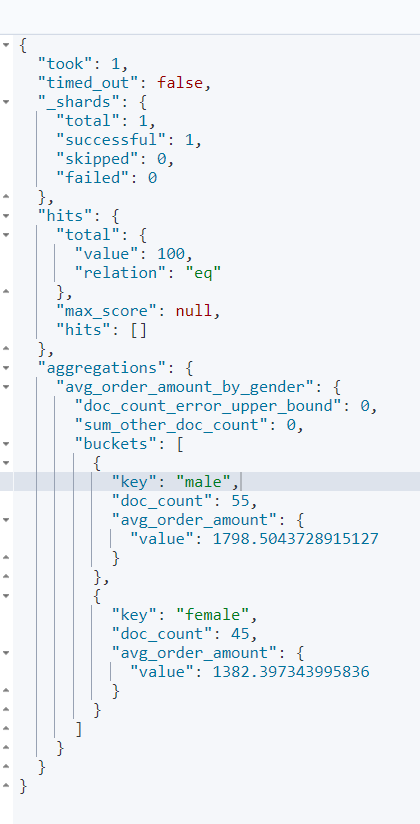 {
  "took": 1,
  "timed_out": false,
  "_shards": {
    "total": 1,
    "successful": 1,
    "skipped": 0,
    "failed": 0
  },
  "hits": {
    "total": {
      "value": 100,
      "relation": "eq"
    },
    "max_score": null,
    "hits": []
  },
  "aggregations": {
    "avg_order_amount_by_gender": {
      "doc_count_error_upper_bound": 0,
      "sum_other_doc_count": 0,
      "buckets": [
        {
          "key": "male",
          "doc_count": 55,
          "avg_order_amount": {
            "value": 1798.5043728915127
          }
        },
        {
          "key": "female",
          "doc_count": 45,
          "avg_order_amount": {
            "value": 1382.397343995836
          }
        }
      ]
    }
  }
}